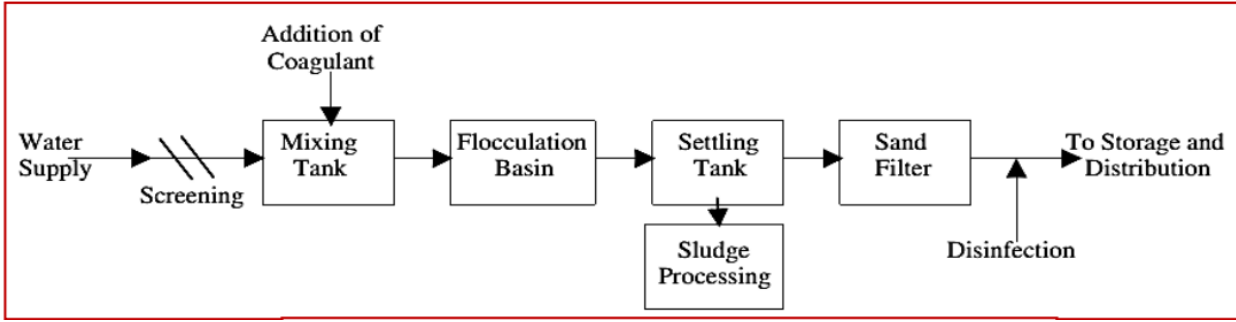 Addition of
Coagulant
Water
Supply
Screening
Mixing
Tank
Flocculation
Basin
Settling
Tank
Sludge
Processing
Sand
Filter
Disinfection
To Storage and
Distribution